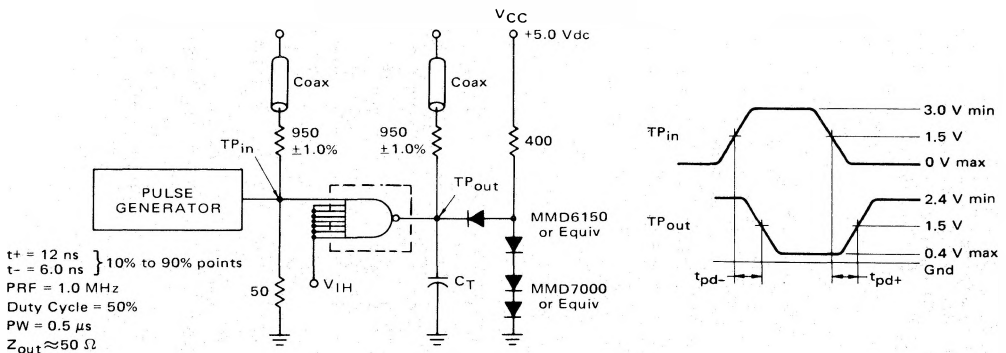 VCC
+5.0 Vdc
Coax
Coax
950
±1.0%
950
±1.0%
400
TPin
TPout
PULSE
GENERATOR
MMD6150
or Equiv
MMD7000
or Equiv
VIH
CT
50
t+ = 12 ns
t- = 6.0 ns
} 10% to 90% points
PRF = 1.0 MHz
Duty Cycle = 50%
PW = 0.5 µs
Zout≈50 Ω
TPin
3.0 V min
1.5 V
0 V max
TPout
2.4 V min
1.5 V
0.4 V max
Gnd
tpd-
tpd+